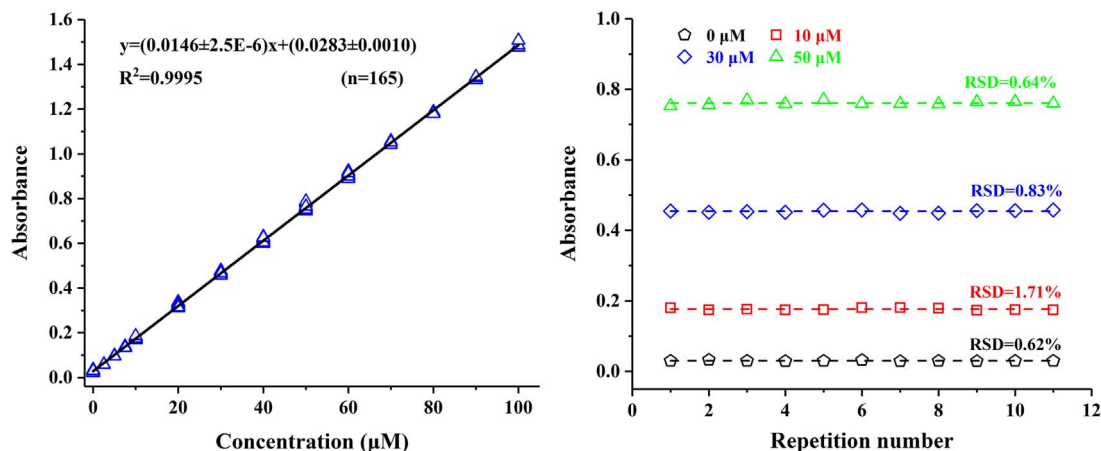 y=(0.0146±2.5E-6)x+(0.0283±0.0010)
R²=0.9995 (n=165)
Absorbance
1.6
1.4
1.2
1.0
0.8
0.6
0.4
0.2
0.0
0 20 40 60 80 100
Concentration (μM)
0 μM 10 μM
30 μM 50 μM
RSD=0.64%
RSD=0.83%
RSD=1.71%
RSD=0.62%
Absorbance
1.0
0.8
0.6
0.4
0.2
0.0
0 2 4 6 8 10 12
Repetition number